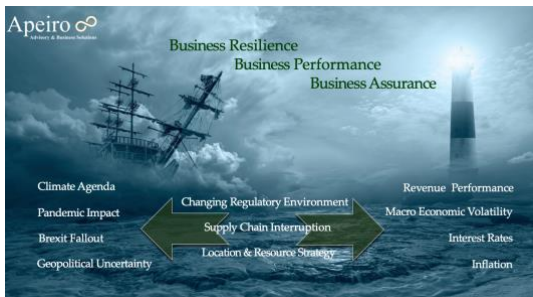 Apeiro
Advisory & Business Solutions
Business Resilience
Business Performance
Business Assurance
Climate Agenda
Pandemic Impact
Brexit Fallout
Geopolitical Uncertainty
Changing Regulatory Environment
Supply Chain Interruption
Location & Resource Strategy
Revenue Performance
Macro Economic Volatility
Interest Rates
Inflation